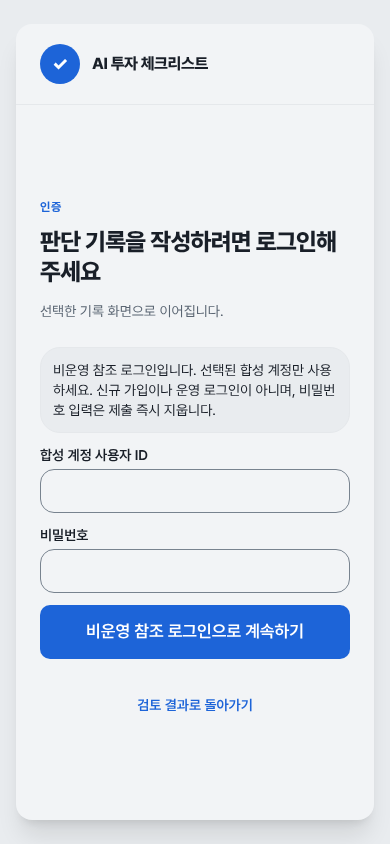 AI 투자 체크리스트
인증
판단 기록을 작성하려면 로그인해
주세요
선택한 기록 화면으로 이어집니다.
비운영 참조 로그인입니다. 선택된 합성 계정만 사용
하세요. 신규 가입이나 운영 로그인이 아니며, 비밀번
호 입력은 제출 즉시 지웁니다.
합성 계정 사용자 ID
비밀번호
비운영 참조 로그인으로 계속하기
검토 결과로 돌아가기